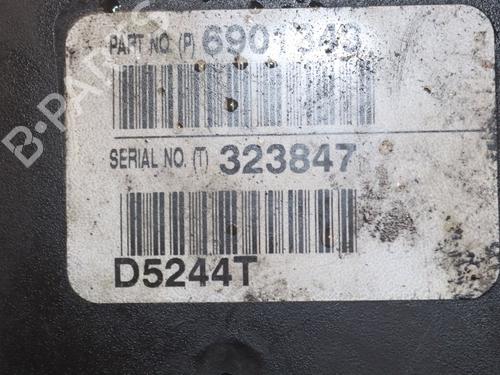 PART NO. (P)
SERIAL NO. (T) 323847
D5244T
B-PARTS